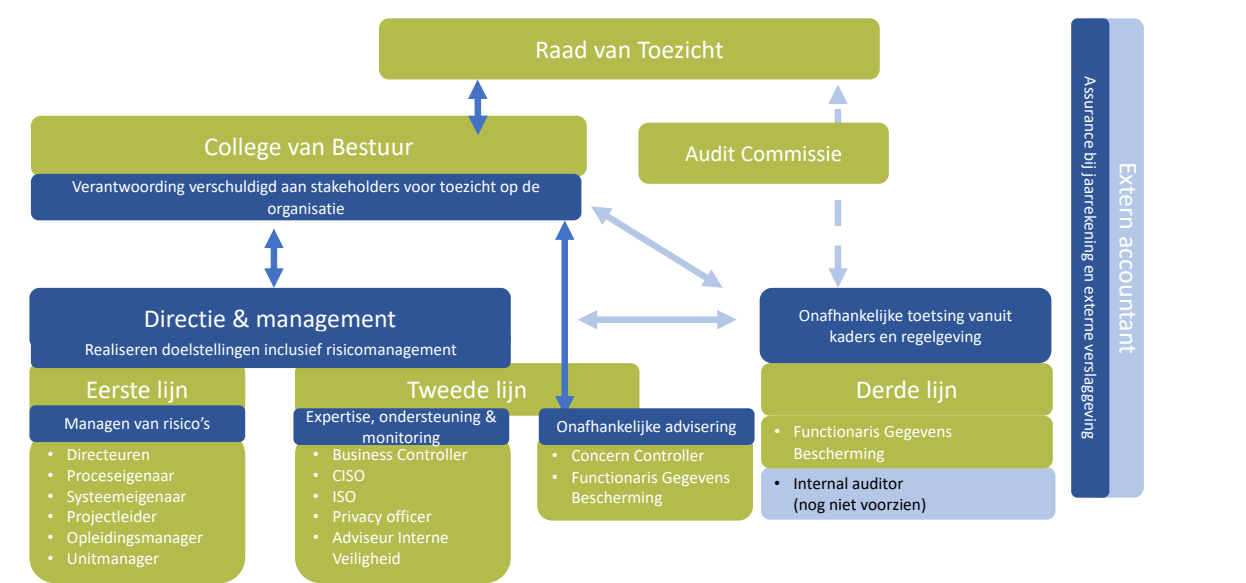 Raad van Toezicht
College van Bestuur
Verantwoording verschuldigd aan stakeholders voor toezicht op de
organisatie
Audit Commissie
Directie & management
Realiseren doelstellingen inclusief risicomanagement
Onafhankelijke toetsing vanuit
kaders en regelgeving
Eerste lijn
Managen van risico's
• Directeuren
• Proceseigenaar
• Systeemeigenaar
• Projectleider
• Opleidingsmanager
• Unitmanager
Tweede lijn
Expertise, ondersteuning &
monitoring
• Business Controller
• CISO
• ISO
• Privacy officer
• Adviseur Interne
Veiligheid
Onafhankelijke advisering
• Concern Controller
• Functionaris Gegevens
Bescherming
Derde lijn
• Functionaris Gegevens
Bescherming
• Internal auditor
(nog niet voorzien)
Extern accountant
Assurance bij jaarrekening en externe verslaggeving